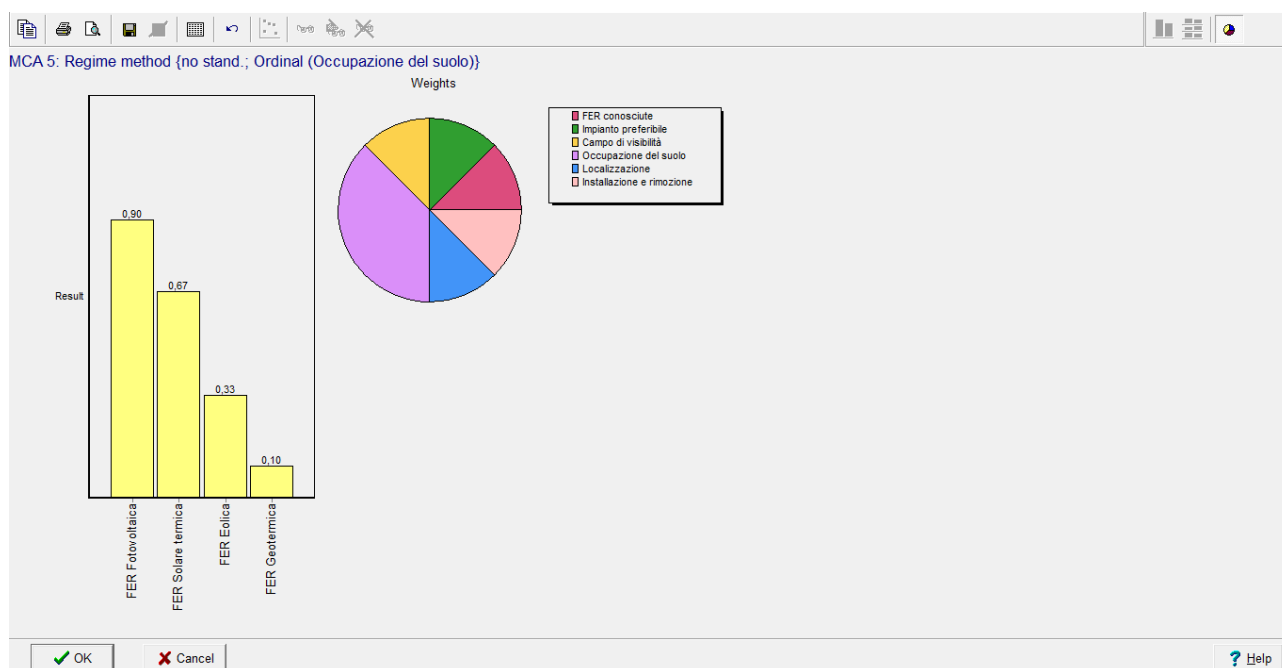 MCA 5: Regime method {no stand.; Ordinal (Occupazione del suolo)}
Weights
FER conosciute
Impianto preferibile
Campo di visibilità
Occupazione del suolo
Localizzazione
Installazione e rimozione
0,90
0,67
0,33
0,10
Result
FER Fotovoltaica
FER Solare termica
FER Eolica
FER Geotermica
OK
Cancel
? Help